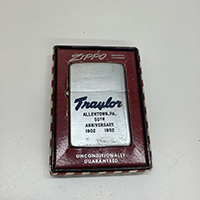 ZIPPO
Traylor
ALLENTOWN, PA.
50TH
ANNIVERSARY
1902 1952
UNCONDITIONALLY
GUARANTEED